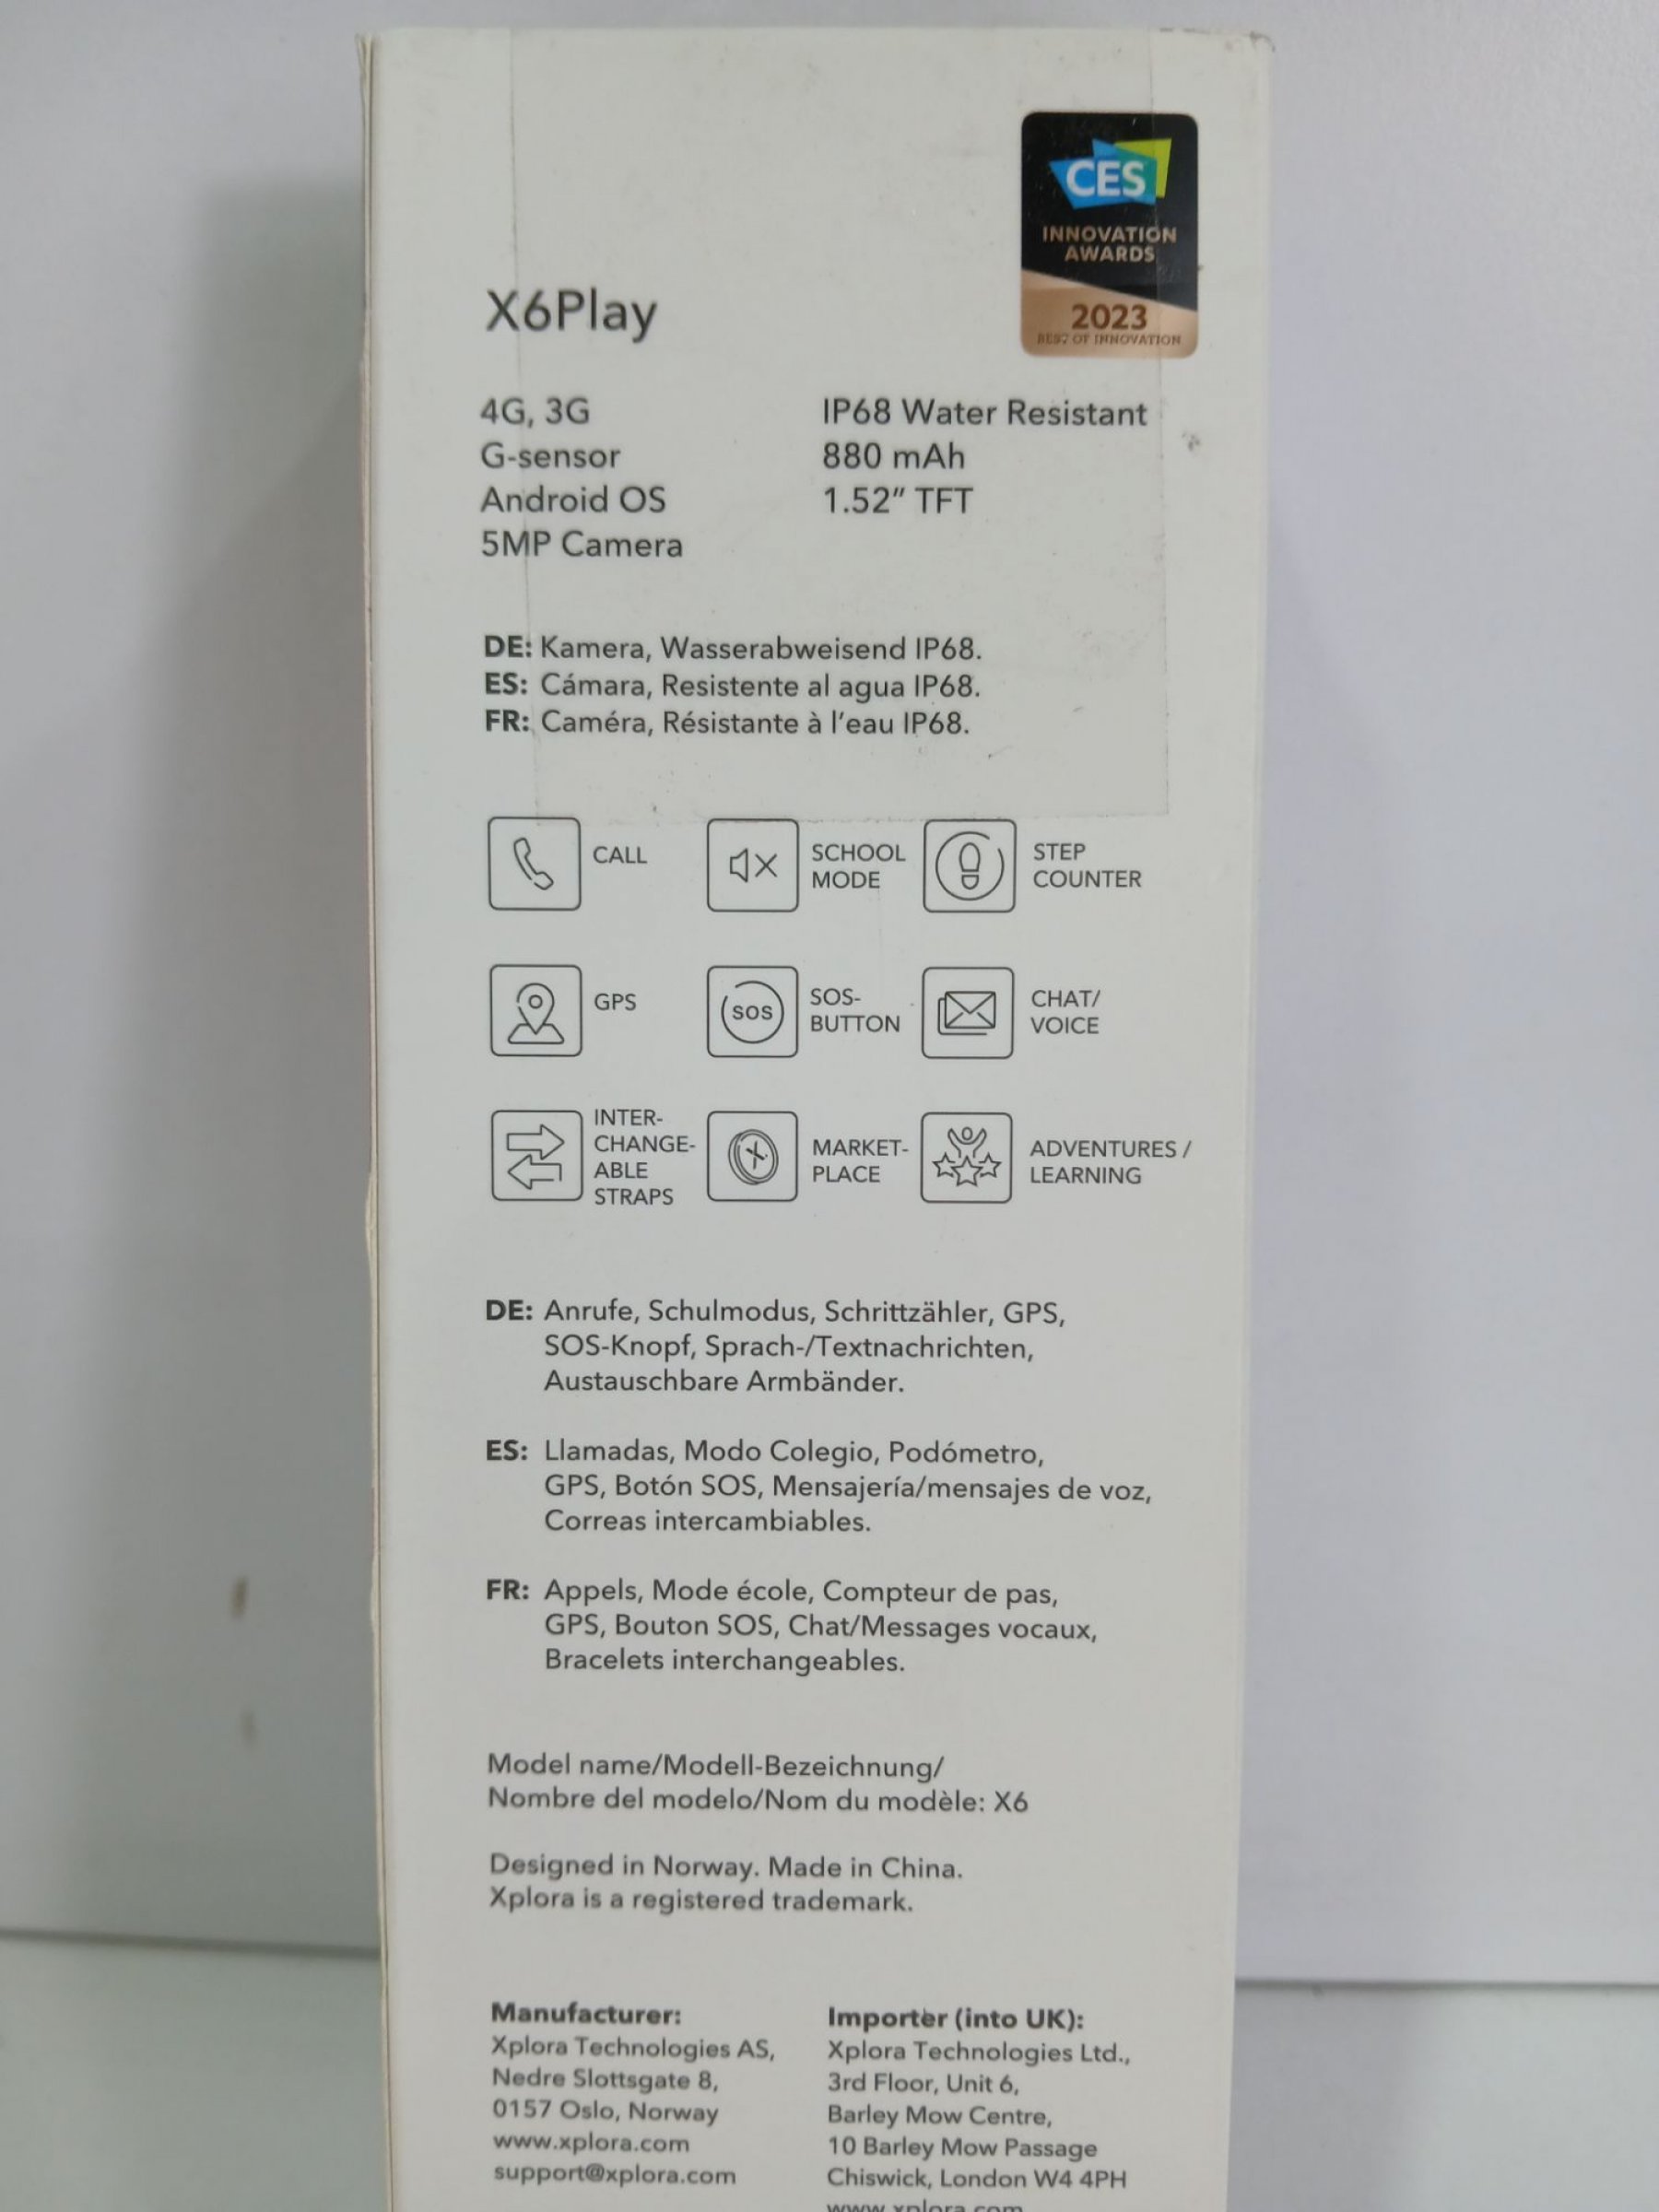 CES
INNOVATION
AWARDS
2023
BEST OF INNOVATION
X6Play
4G, 3G
G-sensor
Android OS
5MP Camera
IP68 Water Resistant
880 mAh
1.52" TFT
DE: Kamera, Wasserabweisend IP68.
ES: Cámara, Resistente al agua IP68.
FR: Caméra, Résistante à l'eau IP68.
CALL
SCHOOL
MODE
STEP
COUNTER
GPS
SOS
SOS-
BUTTON
CHAT/
VOICE
INTER-
CHANGE-
ABLE
STRAPS
MARKET-
PLACE
ADVENTURES /
LEARNING
DE: Anrufe, Schulmodus, Schrittzähler, GPS,
SOS-Knopf, Sprach-/Textnachrichten,
Austauschbare Armbänder.
ES: Llamadas, Modo Colegio, Podómetro,
GPS, Botón SOS, Mensajería/mensajes de voz,
Correas intercambiables.
FR: Appels, Mode école, Compteur de pas,
GPS, Bouton SOS, Chat/Messages vocaux,
Bracelets interchangeables.
Model name/Modell-Bezeichnung/
Nombre del modelo/Nom du modèle: X6
Designed in Norway. Made in China.
Xplora is a registered trademark.
Manufacturer:
Xplora Technologies AS,
Nedre Slottsgate 8,
0157 Oslo, Norway
www.xplora.com
support@xplora.com
Importer (into UK):
Xplora Technologies Ltd.,
3rd Floor, Unit 6,
Barley Mow Centre,
10 Barley Mow Passage
Chiswick, London W4 4PH
www.xplora.com